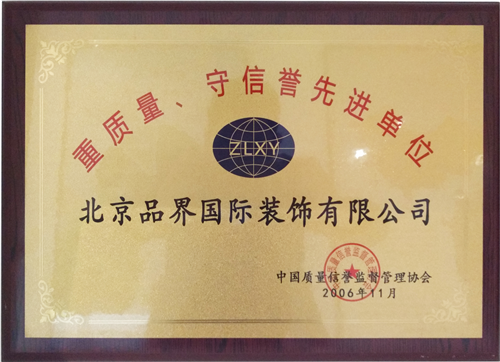 重质量、守信誉先进单位
ZLXY
北京品界国际装饰有限公司
中国质量信誉监督管理协会
2006年11月